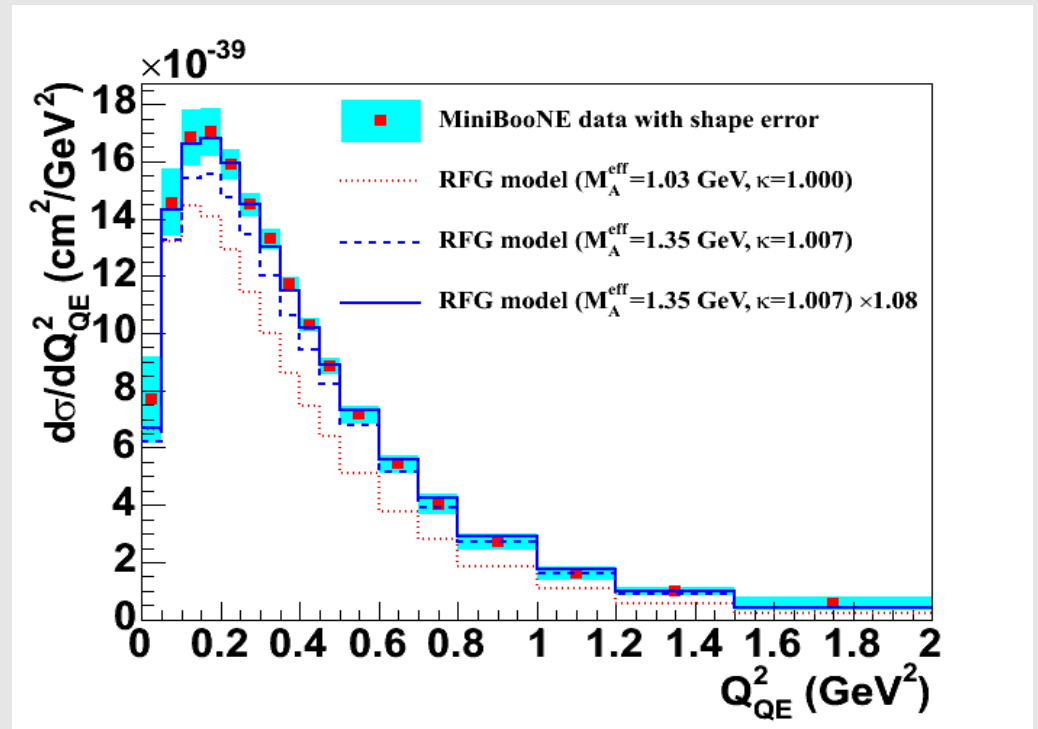 ×10⁻³⁹
dσ/dQ²_QE (cm²/GeV²)
18
16
14
12
10
8
6
4
2
0
MiniBooNE data with shape error
RFG model (M_A^eff=1.03 GeV, κ=1.000)
RFG model (M_A^eff=1.35 GeV, κ=1.007)
RFG model (M_A^eff=1.35 GeV, κ=1.007) ×1.08
0 0.2 0.4 0.6 0.8 1 1.2 1.4 1.6 1.8 2
Q²_QE (GeV²)